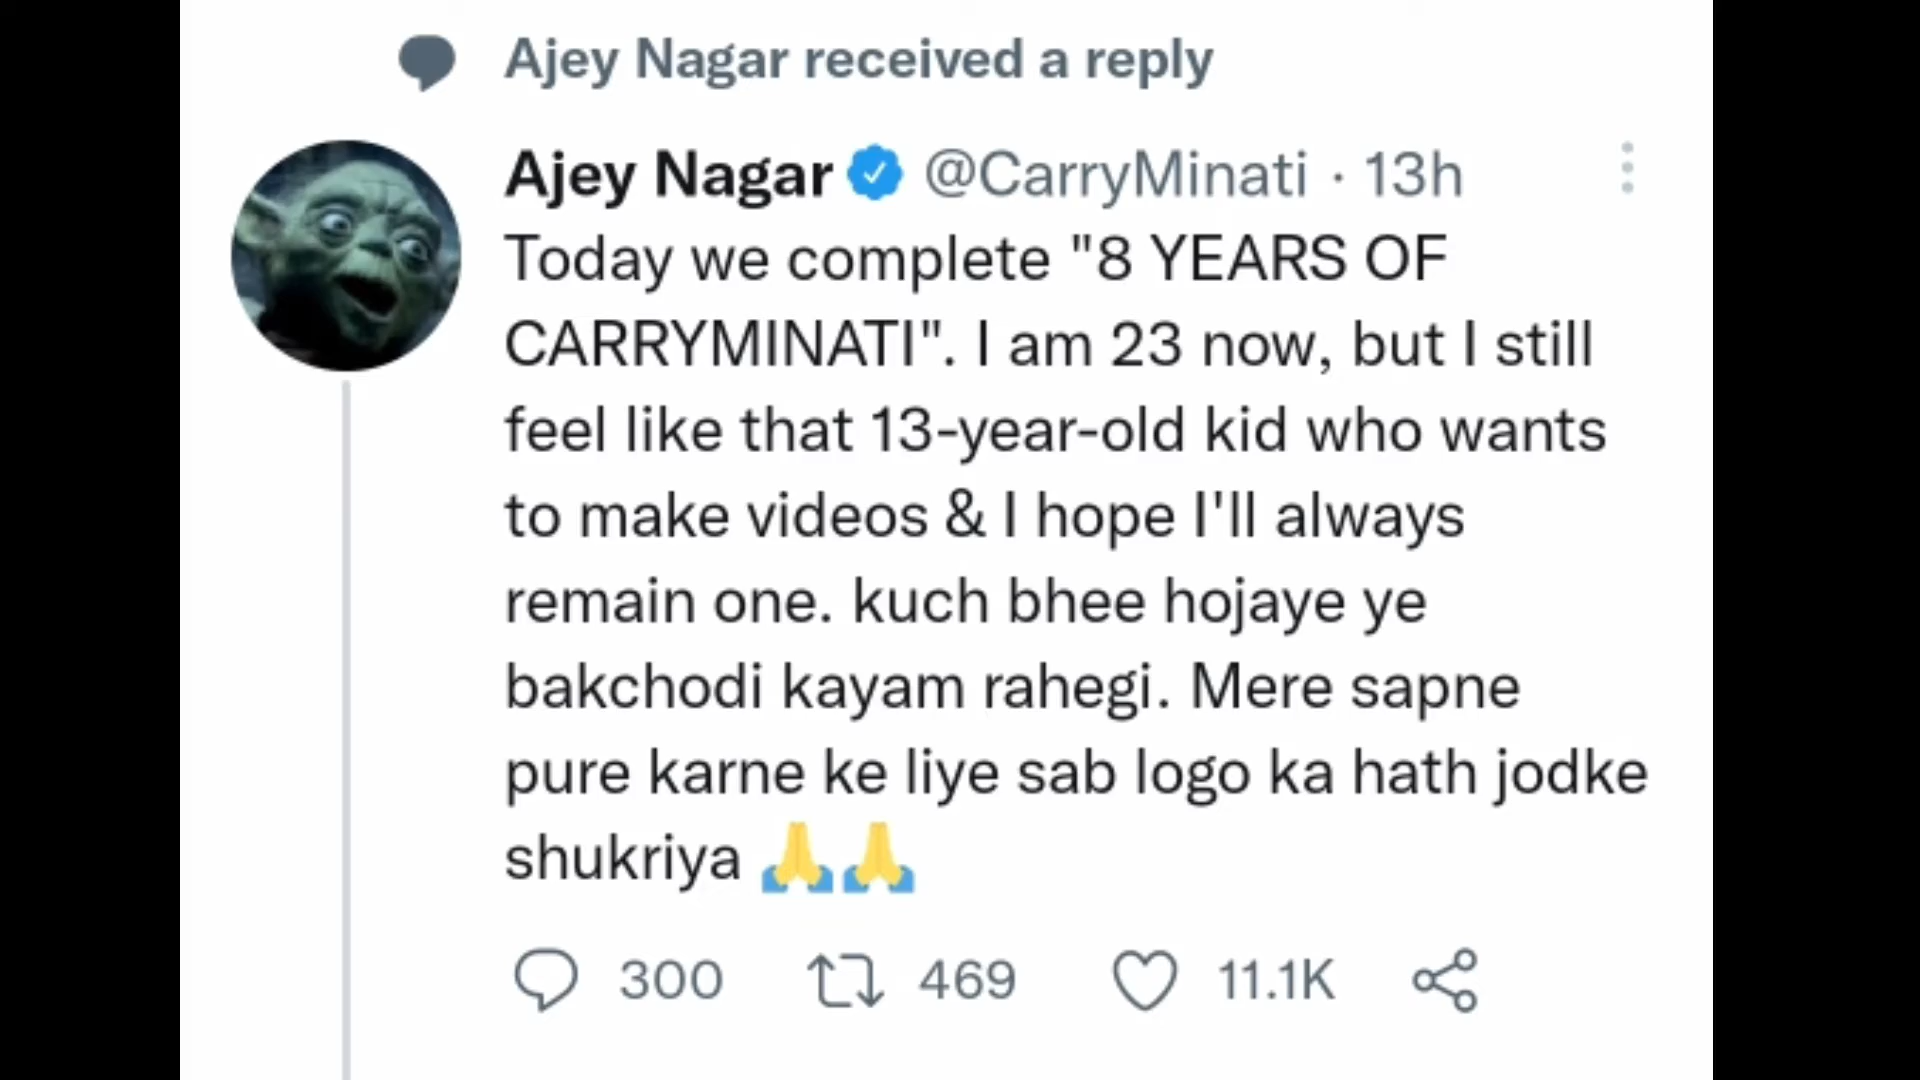 Ajey Nagar received a reply
Ajey Nagar @CarryMinati · 13h
Today we complete "8 YEARS OF
CARRYMINATI". I am 23 now, but I still
feel like that 13-year-old kid who wants
to make videos & I hope I'll always
remain one. kuch bhee hojaye ye
bakchodi kayam rahegi. Mere sapne
pure karne ke liye sab logo ka hath jodke
shukriya 🙏🙏
300 469 11.1K